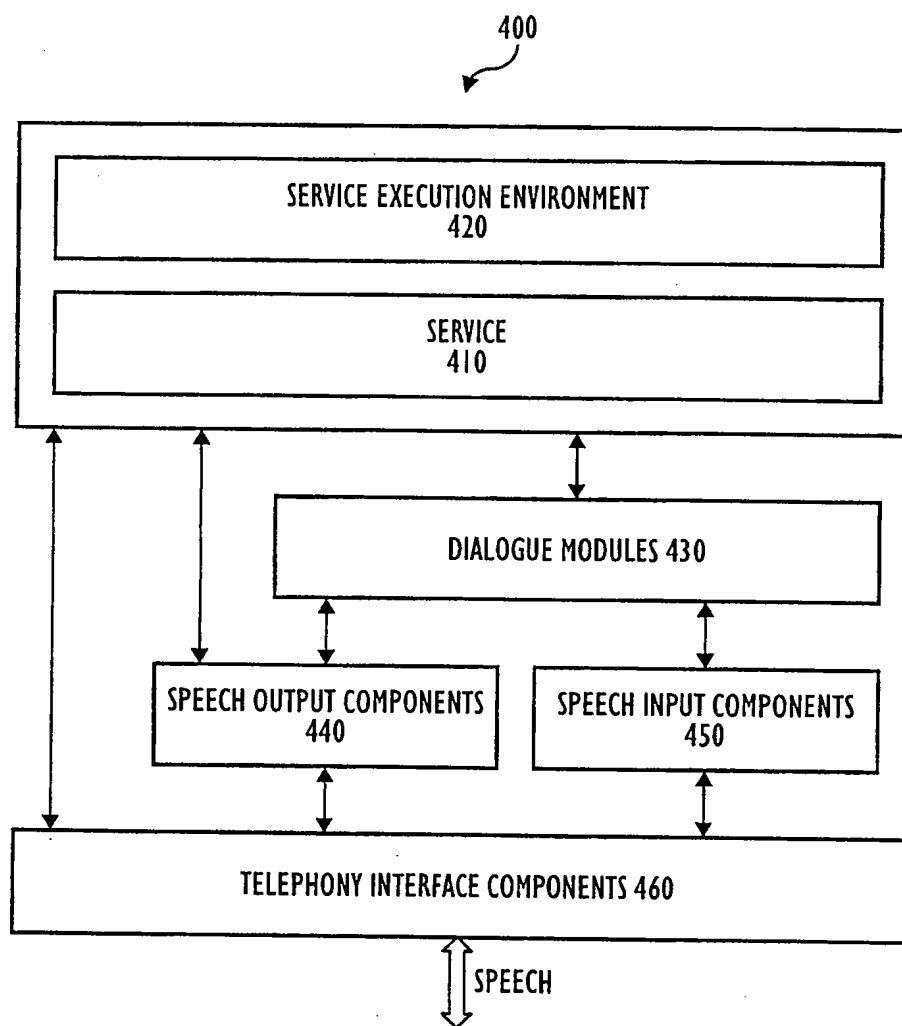 400
SERVICE EXECUTION ENVIRONMENT
420
SERVICE
410
DIALOGUE MODULES 430
SPEECH OUTPUT COMPONENTS
440
SPEECH INPUT COMPONENTS
450
TELEPHONY INTERFACE COMPONENTS 460
SPEECH